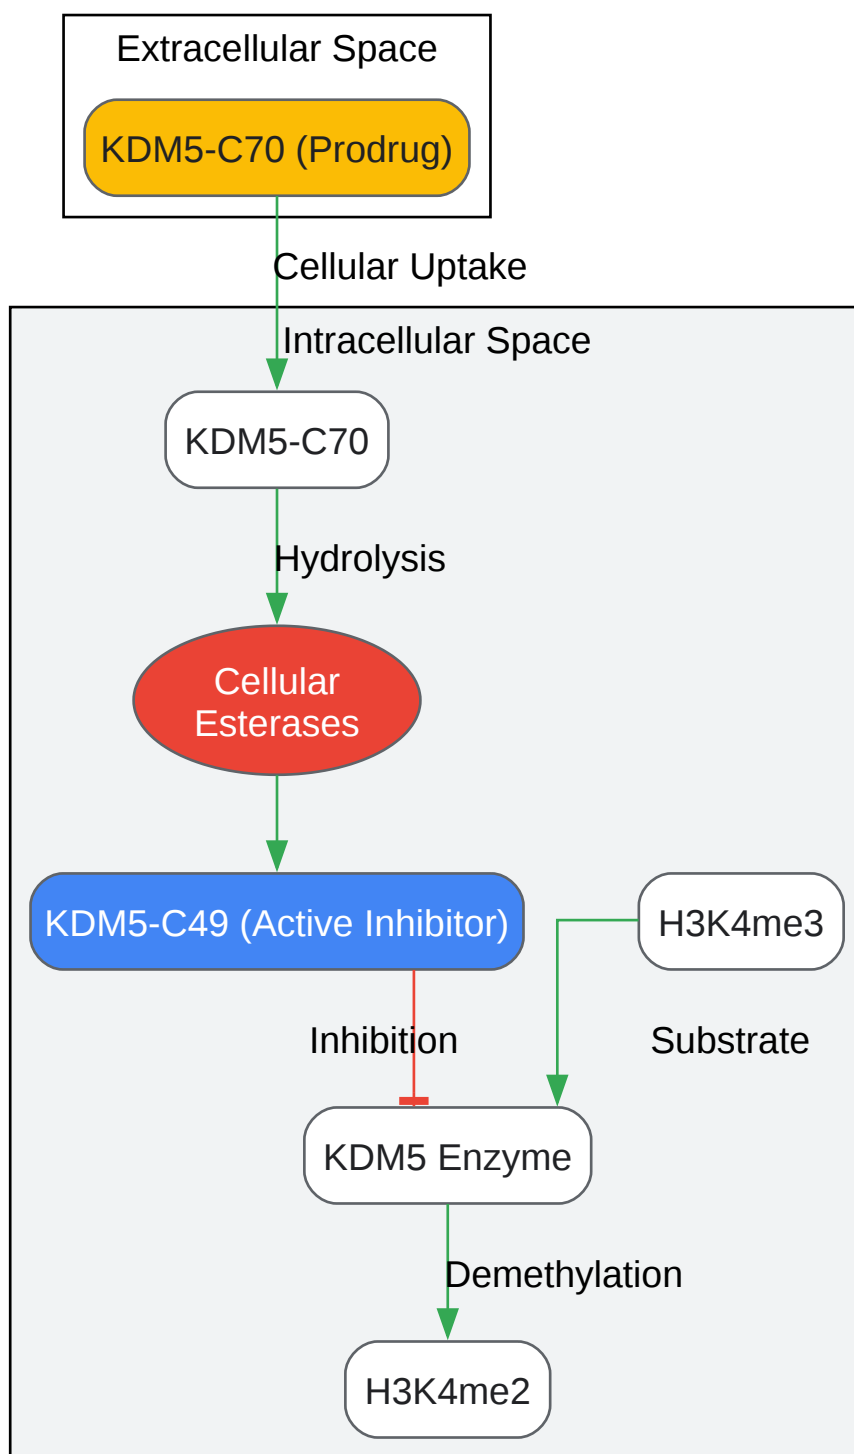 Extracellular Space
KDM5-C70 (Prodrug)
Cellular Uptake
Intracellular Space
KDM5-C70
Hydrolysis
Cellular
Esterases
KDM5-C49 (Active Inhibitor)
H3K4me3
Inhibition
Substrate
KDM5 Enzyme
Demethylation
H3K4me2